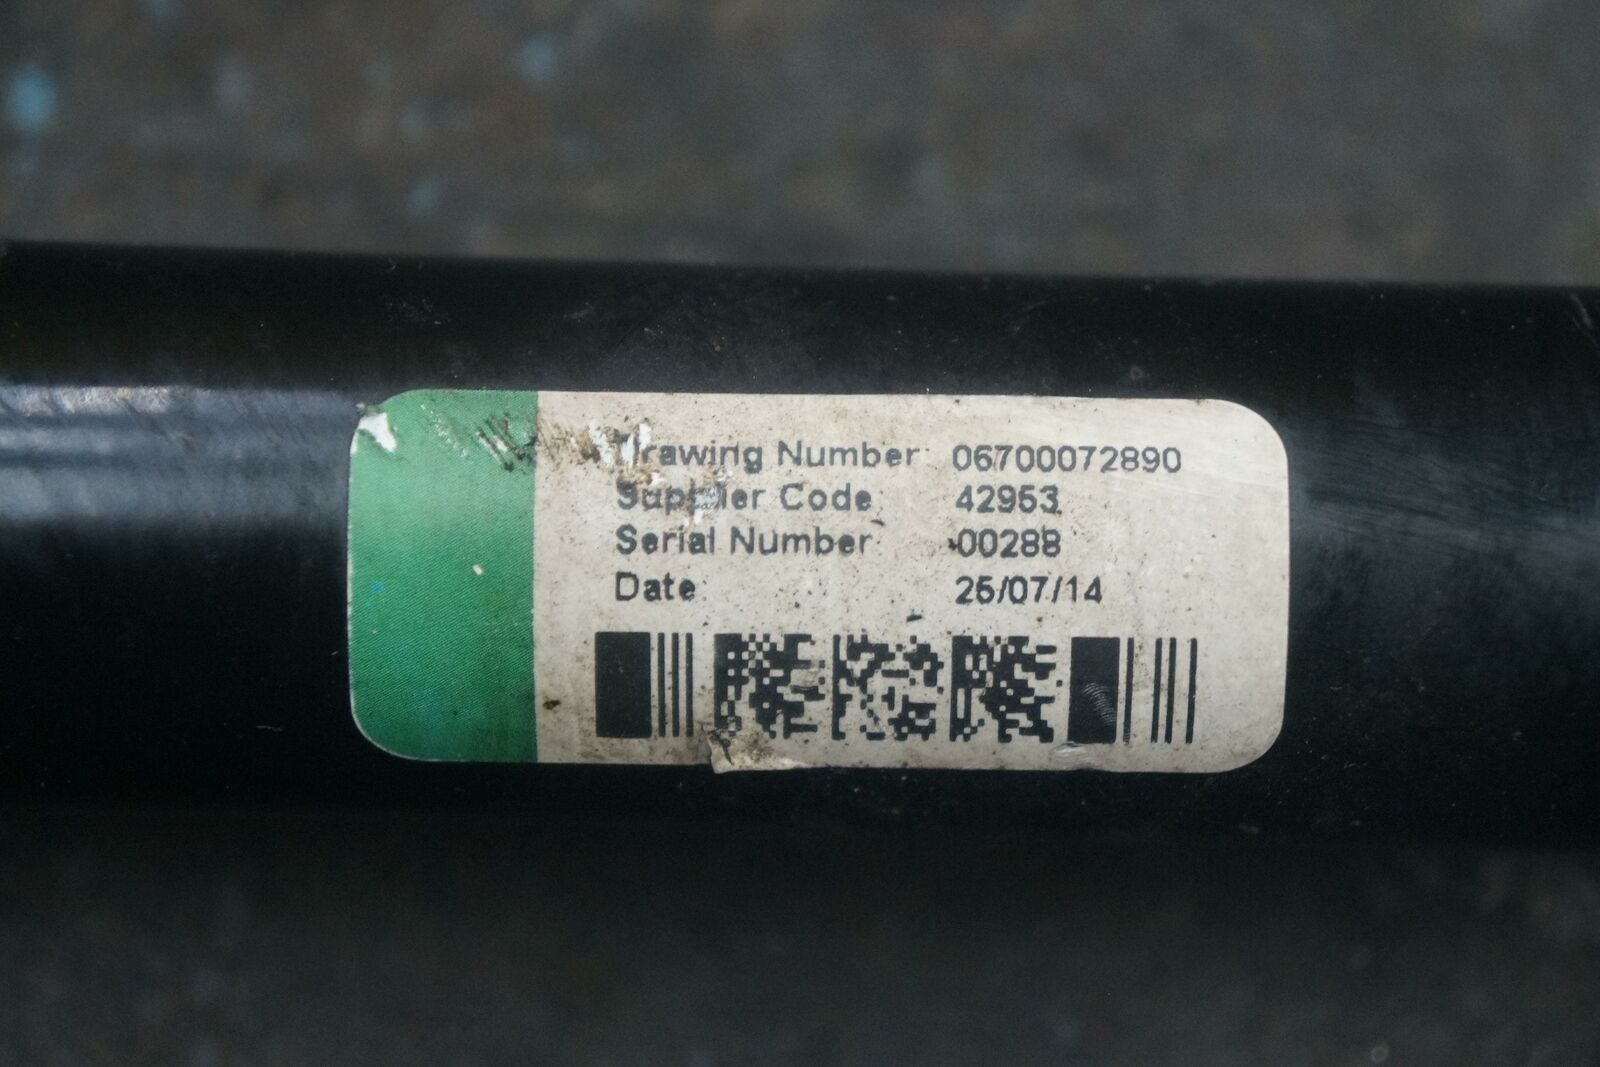 Drawing Number: 06700072890
Supplier Code: 42953
Serial Number: 00288
Date: 25/07/14